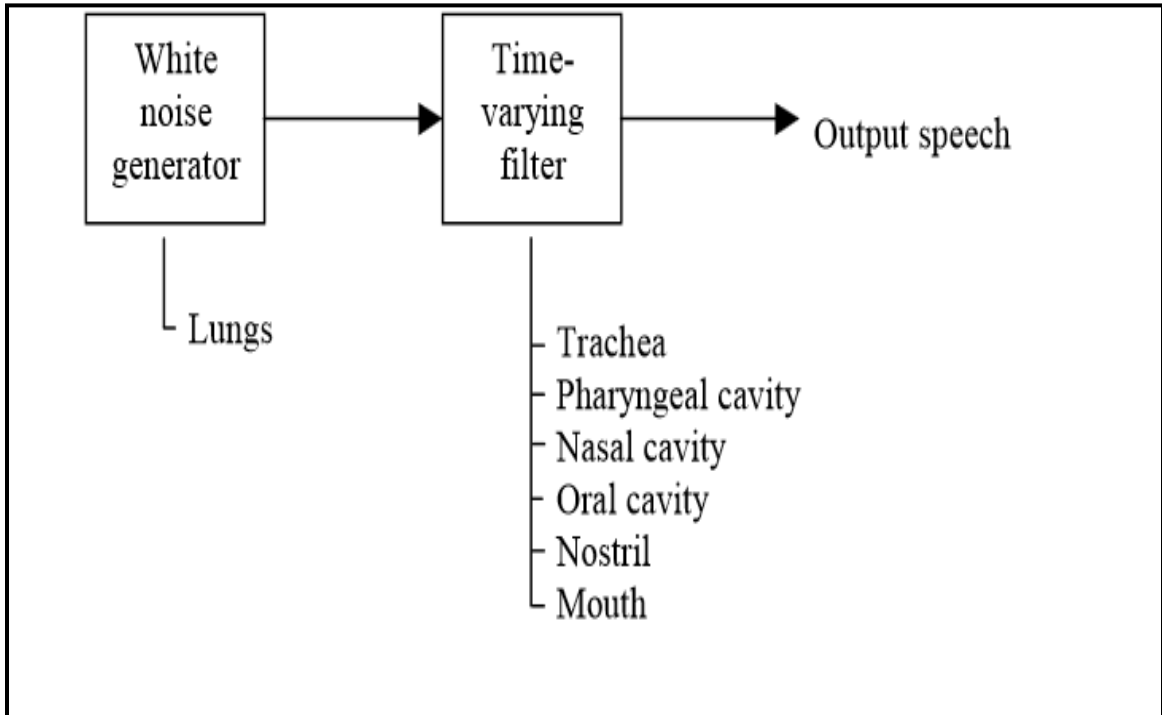 White
noise
generator
Time-
varying
filter
Output speech
Lungs
Trachea
Pharyngeal cavity
Nasal cavity
Oral cavity
Nostril
Mouth